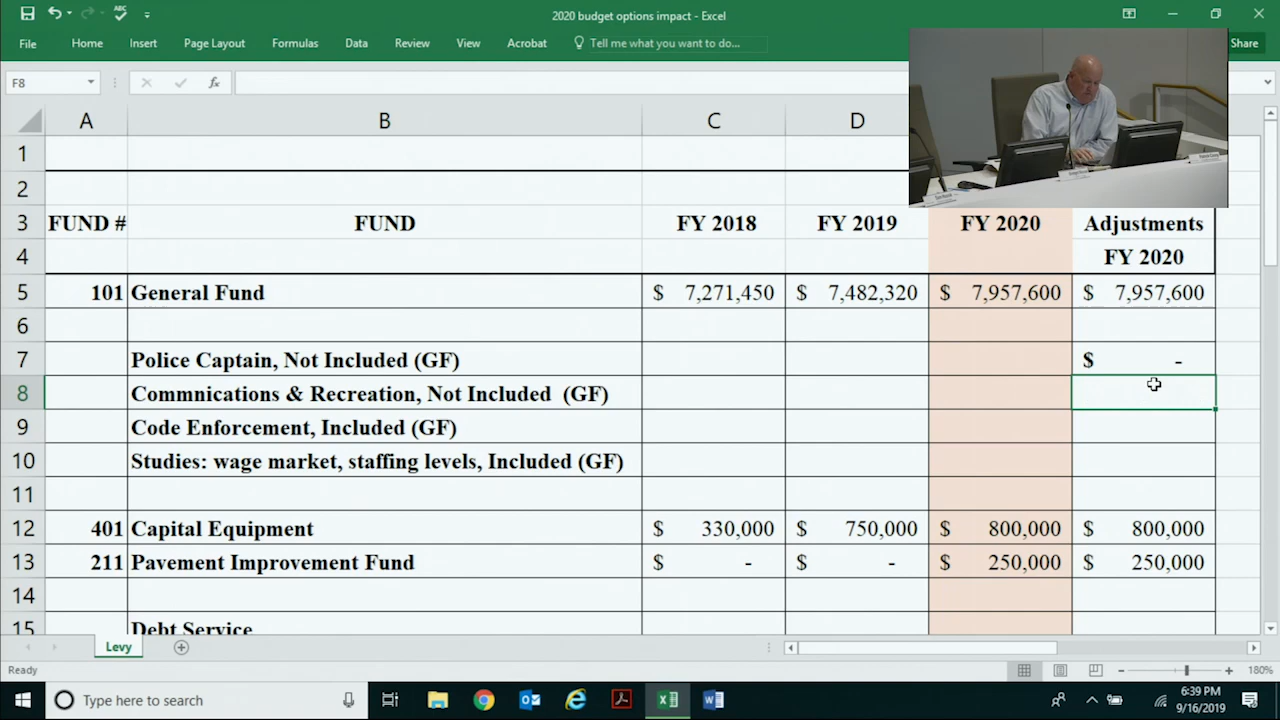 2020 budget options impact - Excel
File Home Insert Page Layout Formulas Data Review View Acrobat Tell me what you want to do... Share
F8 fx
A B C D
1
2
3 FUND # FUND FY 2018 FY 2019 FY 2020 Adjustments
4 FY 2020
5 101 General Fund $ 7,271,450 $ 7,482,320 $ 7,957,600 $ 7,957,600
6
7 Police Captain, Not Included (GF) $ -
8 Commnications & Recreation, Not Included (GF)
9 Code Enforcement, Included (GF)
10 Studies: wage market, staffing levels, Included (GF)
11
12 401 Capital Equipment $ 330,000 $ 750,000 $ 800,000 $ 800,000
13 211 Pavement Improvement Fund $ - $ - $ 250,000 $ 250,000
14
15 Debt Service
Levy
Ready 180%
Type here to search 6:39 PM
9/16/2019